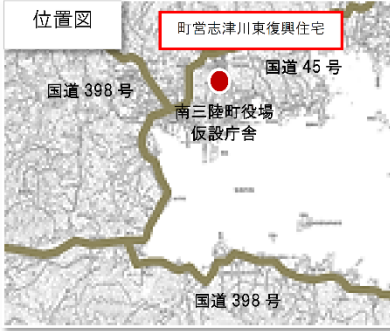 位置図
町営志津川東復興住宅
国道 45 号
国道 398 号
南三陸町役場
仮設庁舎
国道 398 号